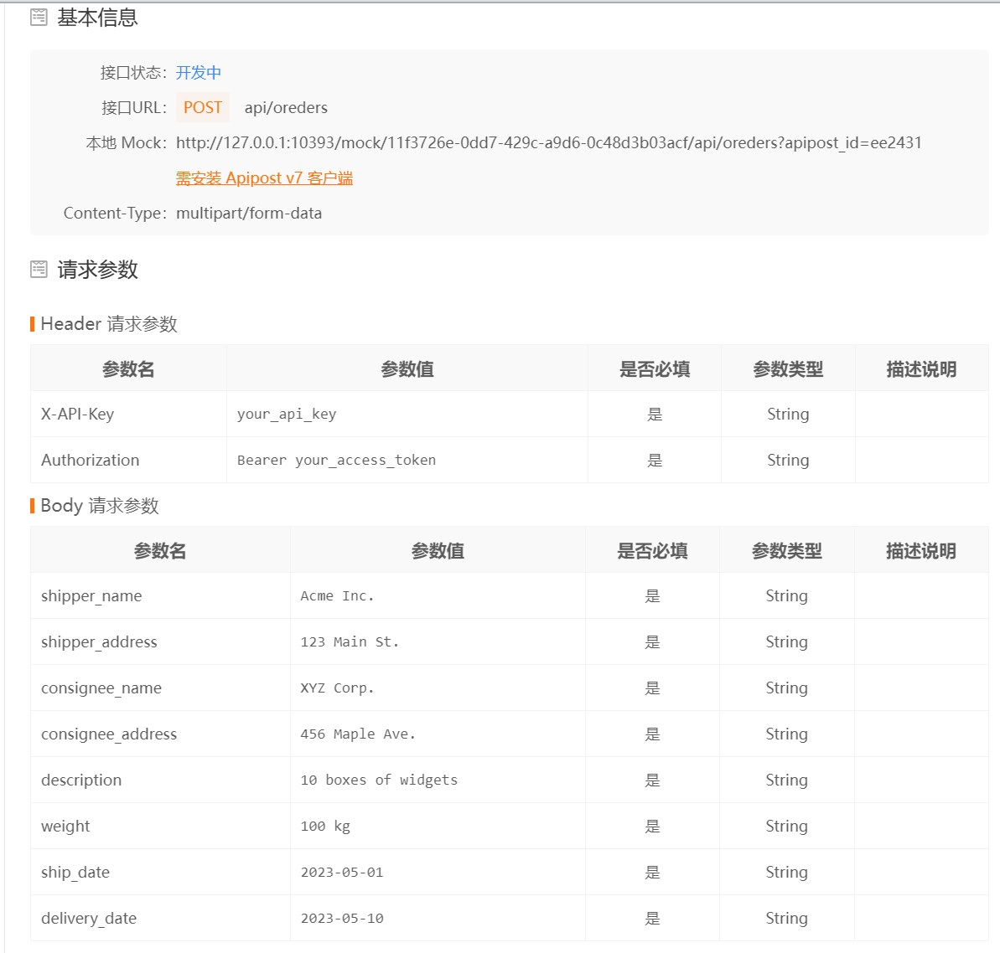 基本信息
接口状态： 开发中
接口URL： POST api/oreders
本地 Mock： http://127.0.0.1:10393/mock/11f3726e-0dd7-429c-a9d6-0c48d3b03acf/api/oreders?apipost_id=ee2431
需安装 Apipost v7 客户端
Content-Type： multipart/form-data
请求参数
Header 请求参数
参数名 参数值 是否必填 参数类型 描述说明
X-API-Key your_api_key 是 String
Authorization Bearer your_access_token 是 String
Body 请求参数
参数名 参数值 是否必填 参数类型 描述说明
shipper_name Acme Inc. 是 String
shipper_address 123 Main St. 是 String
consignee_name XYZ Corp. 是 String
consignee_address 456 Maple Ave. 是 String
description 10 boxes of widgets 是 String
weight 100 kg 是 String
ship_date 2023-05-01 是 String
delivery_date 2023-05-10 是 String